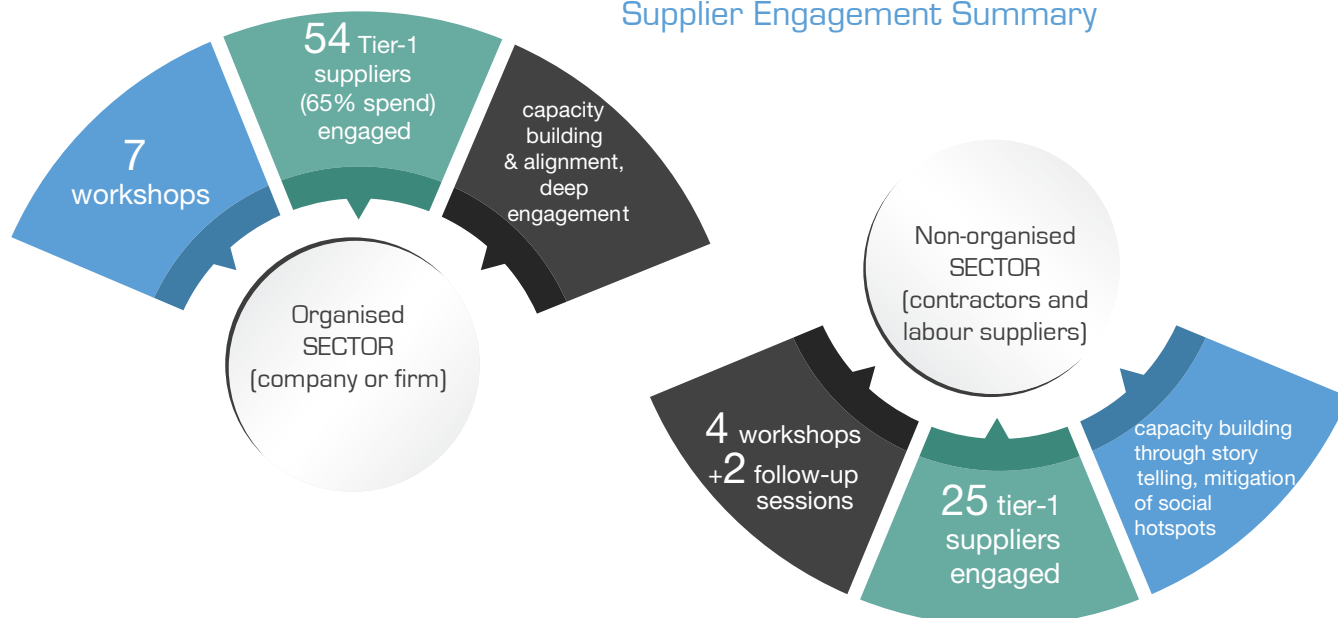 Supplier Engagement Summary
7
workshops
54 Tier-1
suppliers
(65% spend)
engaged
capacity
building
& alignment,
deep
engagement
Organised
SECTOR
(company or firm)
Non-organised
SECTOR
(contractors and
labour suppliers)
4 workshops
+2 follow-up
sessions
25 tier-1
suppliers
engaged
capacity building
through story
telling, mitigation
of social
hotspots